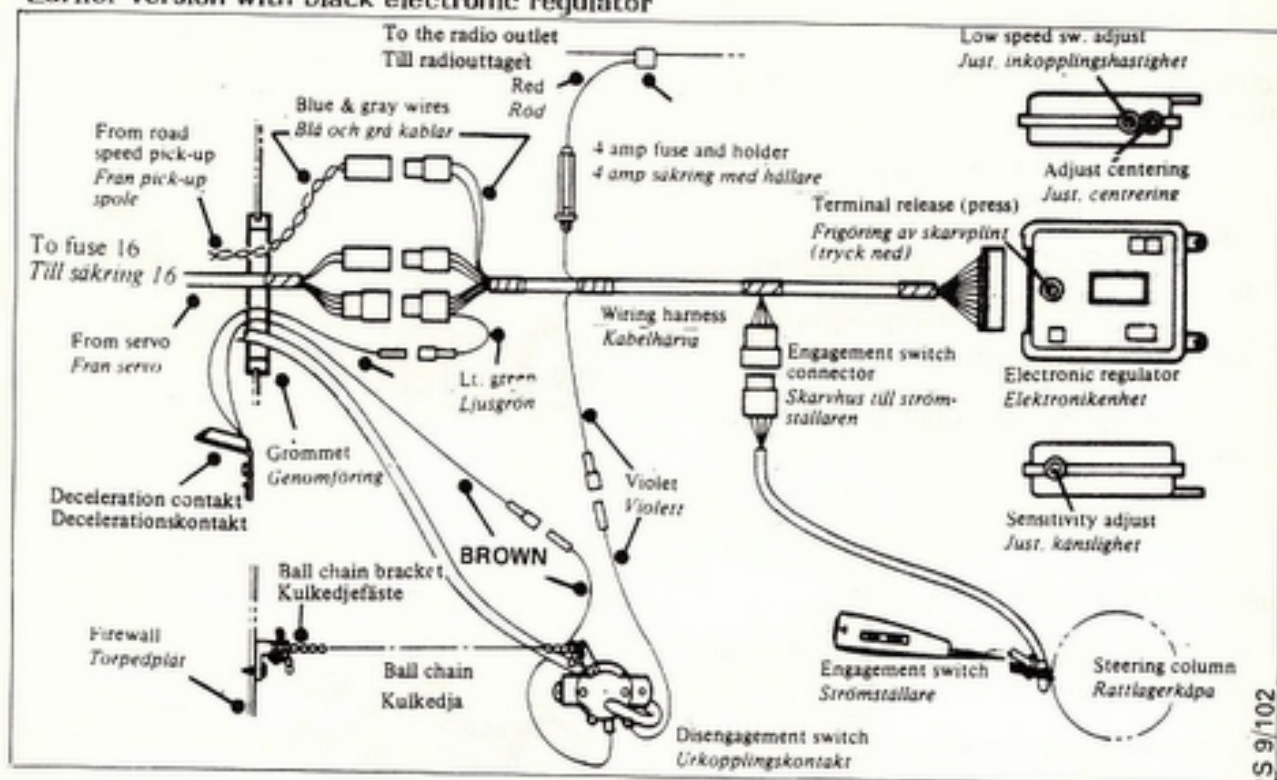 Earlier version with black electronic regulator
To the radio outlet
Till radiouttaget
Red
Röd
Low speed sw. adjust
Just. inkopplingshastighet
Blue & gray wires
Blå och grå kablar
From road
speed pick-up
Fran pick-up
spole
4 amp fuse and holder
4 amp säkring med hållare
Adjust centering
Just. centrering
Terminal release (press)
Frigöring av skarvplint
(tryck ned)
To fuse 16
Till säkring 16
From servo
Fran servo
Wiring harness
Kabelhärva
Engagement switch
connector
Skarvhus till ström-
ställaren
Electronic regulator
Elektronikenhet
Lt. green
Ljusgrön
Grommet
Genomföring
Deceleration contakt
Decelerationskontakt
Violet
Violett
Sensitivity adjust
Just. känslighet
BROWN
Ball chain bracket
Kulkedjefäste
Firewall
Torpedplåt
Ball chain
Kulkedja
Engagement switch
Strömställare
Steering column
Rattlagerkåpa
Disengagement switch
Urkopplingskontakt
S 9/102